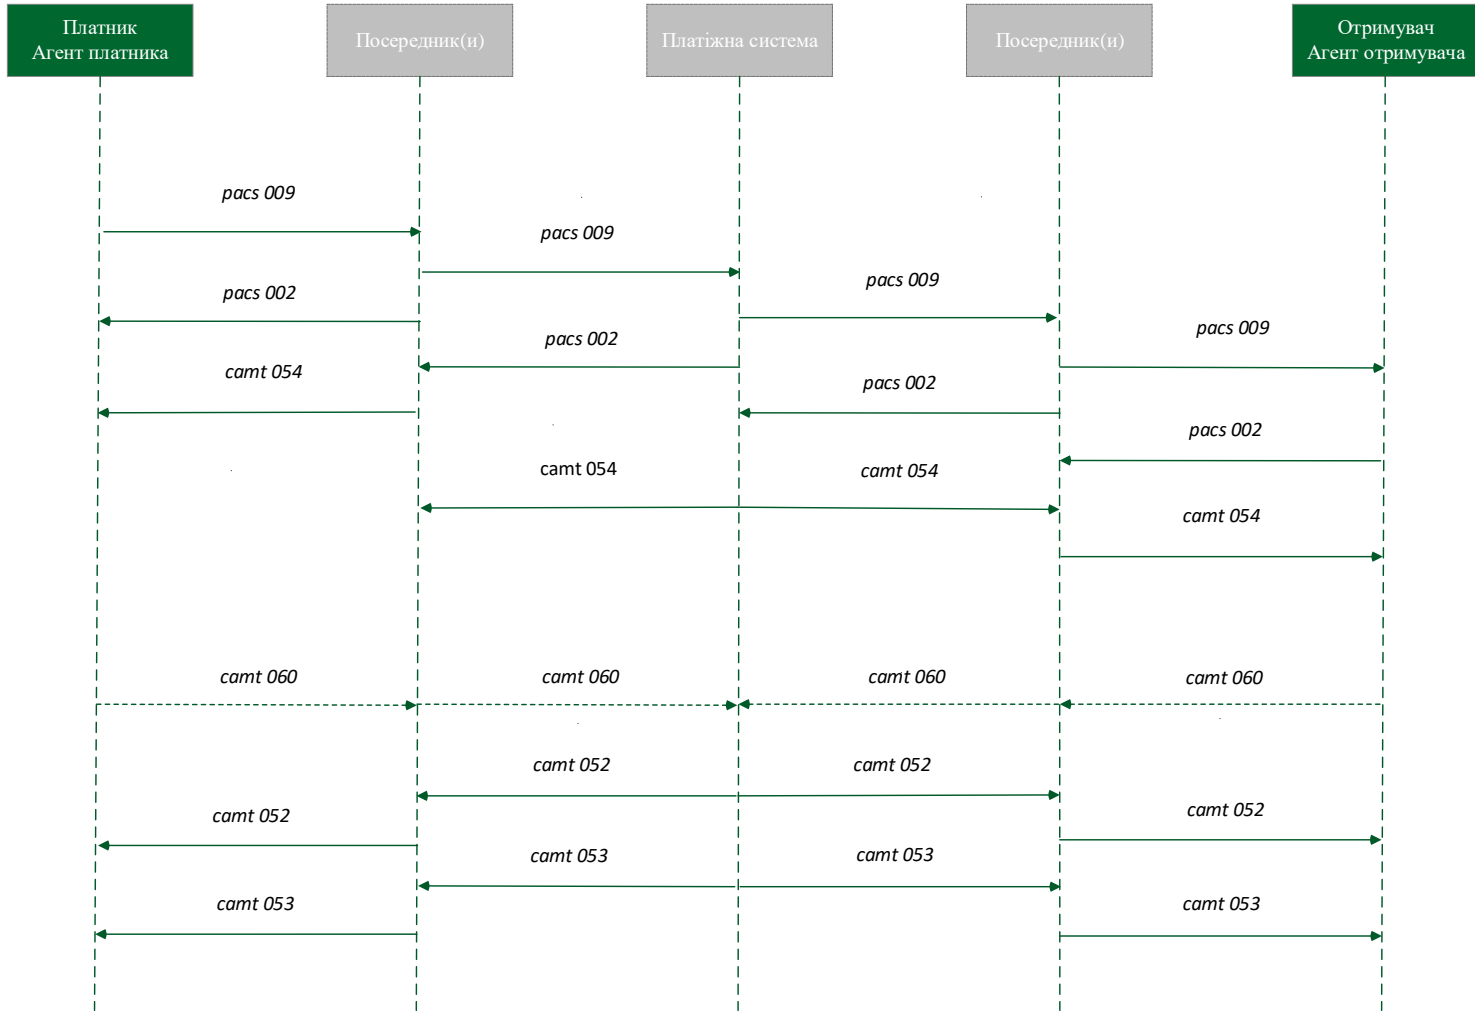 Платник
Агент платника
Посередник(и)
Платіжна система
Посередник(и)
Отримувач
Агент отримувача
pacs 009
pacs 009
pacs 009
pacs 002
pacs 009
pacs 002
camt 054
pacs 002
pacs 002
camt 054
camt 054
camt 054
camt 060
camt 060
camt 060
camt 060
camt 052
camt 052
camt 052
camt 052
camt 053
camt 053
camt 053
camt 053